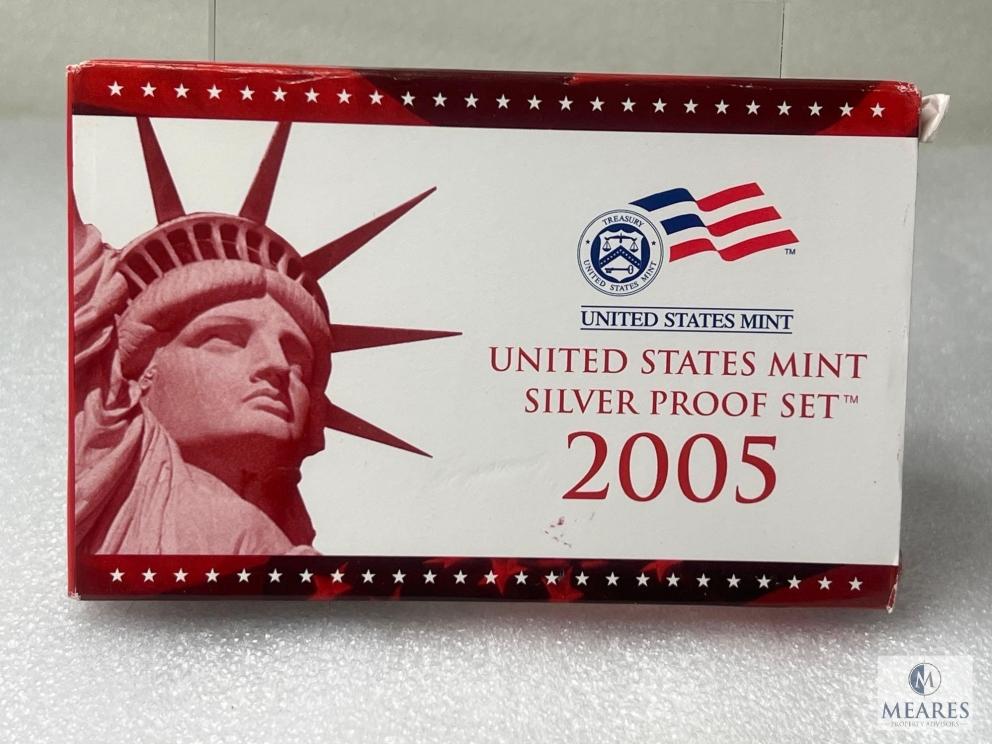 TREASURY
UNITED STATES MINT
TM
UNITED STATES MINT
UNITED STATES MINT
SILVER PROOF SET™
2005
M
MEARES
PROPERTY ADVISORS